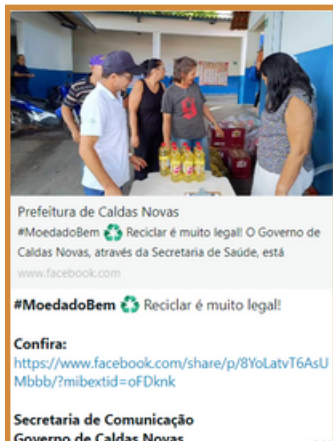 Prefeitura de Caldas Novas
#MoedadoBem ♻ Reciclar é muito legal! O Governo de
Caldas Novas, através da Secretaria de Saúde, está
www.facebook.com
#MoedadoBem ♻ Reciclar é muito legal!
Confira:
https://www.facebook.com/share/p/8YoLatvT6AsU
Mbbb/?mibextid=oFDknk
Secretaria de Comunicação
Governo de Caldas Novas